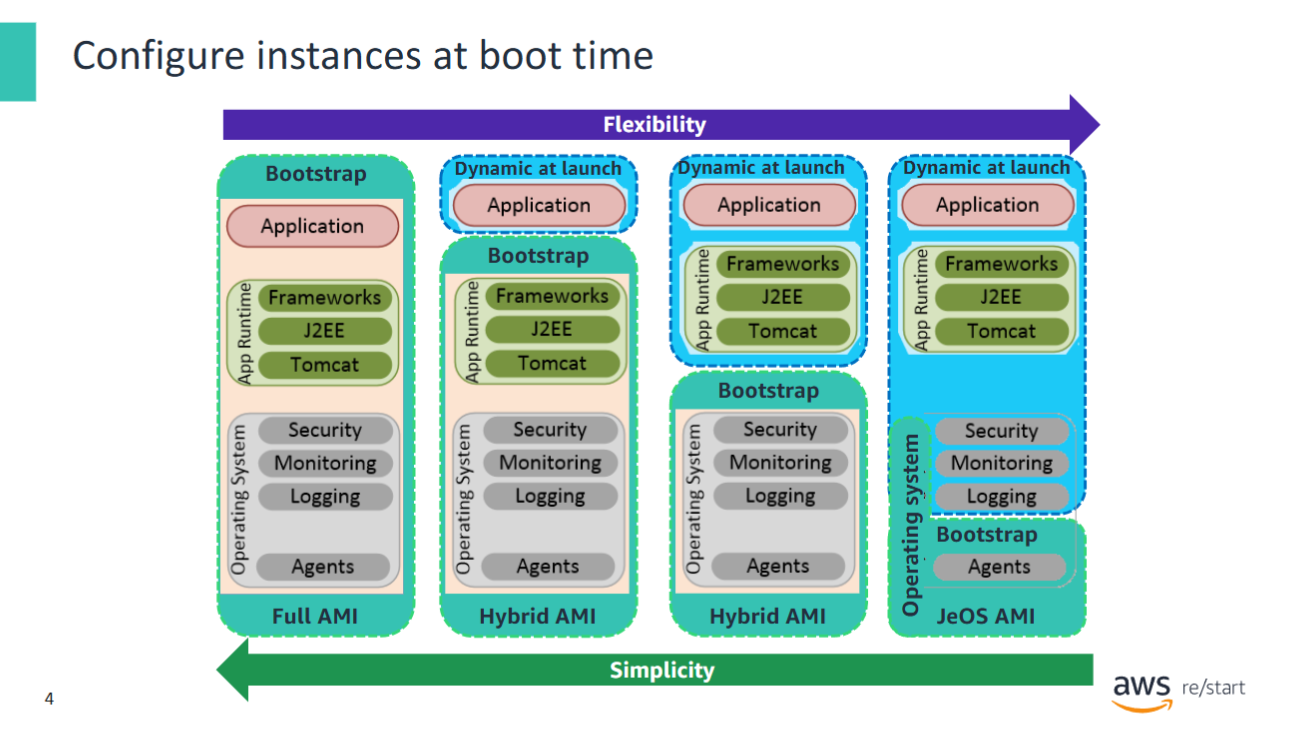 Configure instances at boot time
Flexibility
Bootstrap
Application
App Runtime
Frameworks
J2EE
Tomcat
Operating System
Security
Monitoring
Logging
Agents
Full AMI
Dynamic at launch
Application
Bootstrap
App Runtime
Frameworks
J2EE
Tomcat
Operating System
Security
Monitoring
Logging
Agents
Hybrid AMI
Dynamic at launch
Application
App Runtime
Frameworks
J2EE
Tomcat
Bootstrap
Operating System
Security
Monitoring
Logging
Agents
Hybrid AMI
Dynamic at launch
Application
App Runtime
Frameworks
J2EE
Tomcat
Operating system
Security
Monitoring
Logging
Bootstrap
Agents
JeOS AMI
Simplicity
4
aws re/start